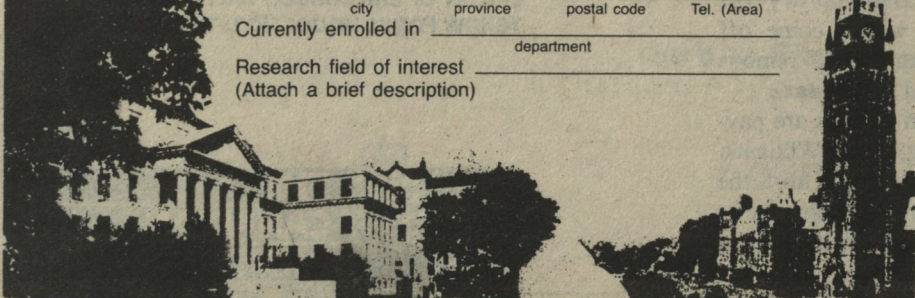 city province postal code Tel. (Area)
Currently enrolled in
department
Research field of interest
(Attach a brief description)